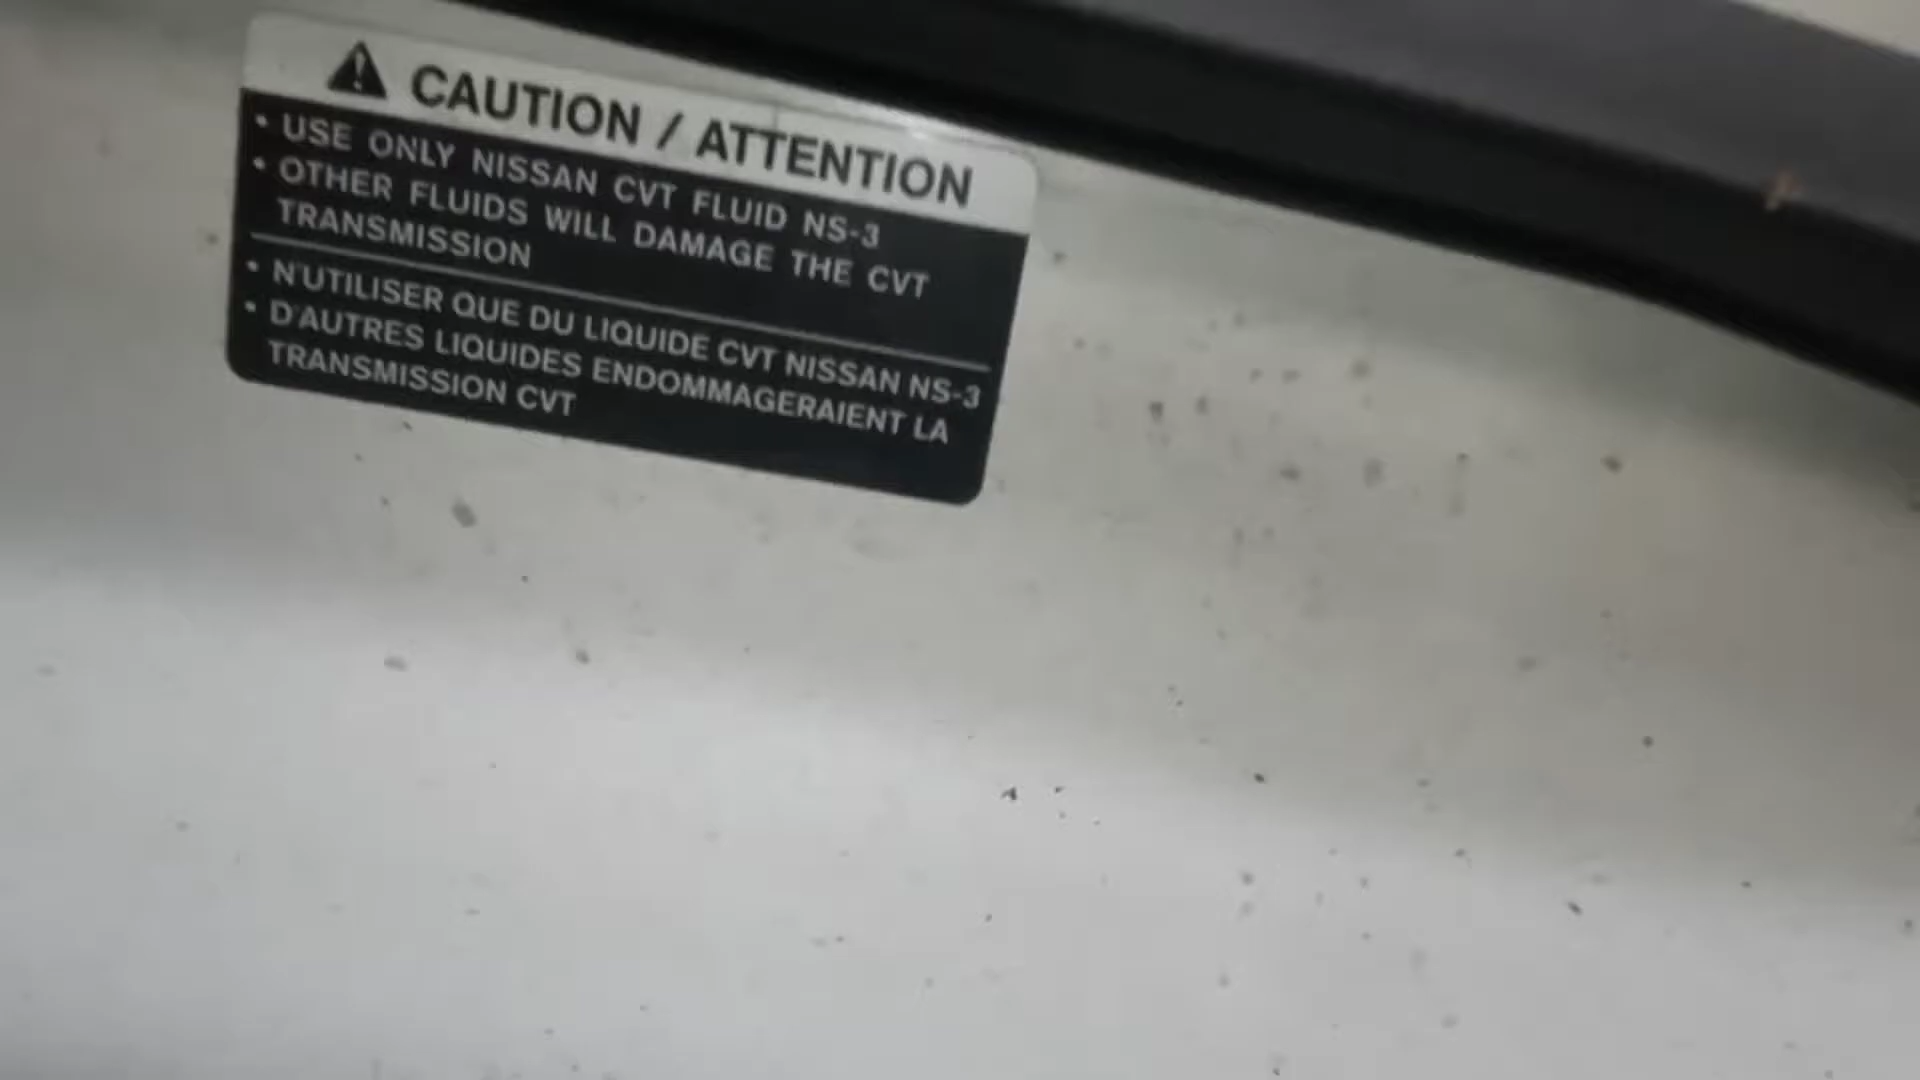 CAUTION / ATTENTION
• USE ONLY NISSAN CVT FLUID NS-3
• OTHER FLUIDS WILL DAMAGE THE CVT
TRANSMISSION
• N'UTILISER QUE DU LIQUIDE CVT NISSAN NS-3
• D'AUTRES LIQUIDES ENDOMMAGERAIENT LA
TRANSMISSION CVT